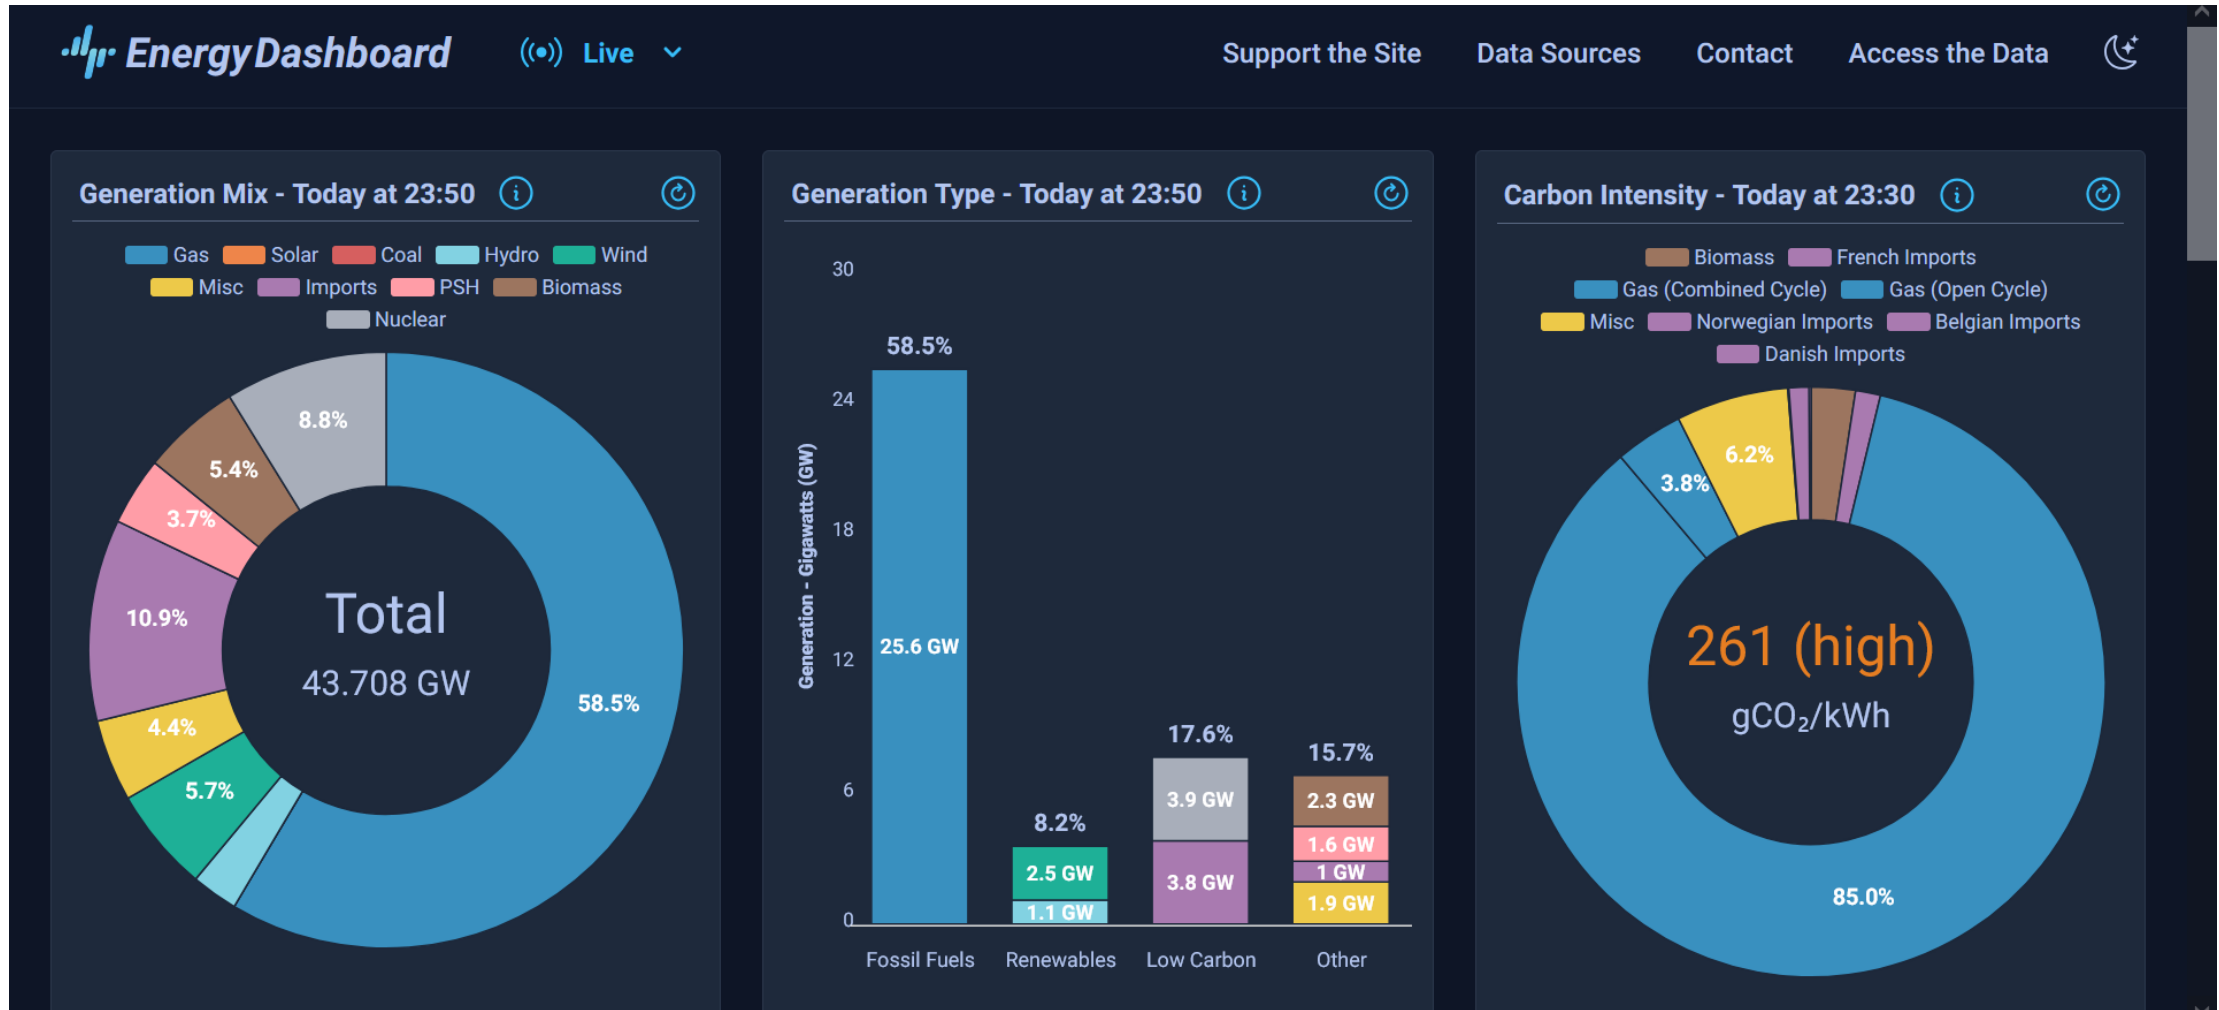 EnergyDashboard
Live
Support the Site
Data Sources
Contact
Access the Data
Generation Mix - Today at 23:50
Gas Solar Coal Hydro Wind
Misc Imports PSH Biomass
Nuclear
8.8%
5.4%
3.7%
10.9%
4.4%
5.7%
58.5%
Total
43.708 GW
Generation Type - Today at 23:50
Generation - Gigawatts (GW)
30
24
18
12
6
0
58.5%
25.6 GW
8.2%
2.5 GW
1.1 GW
17.6%
3.9 GW
3.8 GW
15.7%
2.3 GW
1.6 GW
1 GW
1.9 GW
Fossil Fuels Renewables Low Carbon Other
Carbon Intensity - Today at 23:30
Biomass French Imports
Gas (Combined Cycle) Gas (Open Cycle)
Misc Norwegian Imports Belgian Imports
Danish Imports
6.2%
3.8%
261 (high)
gCO₂/kWh
85.0%